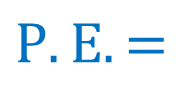 P. E. =